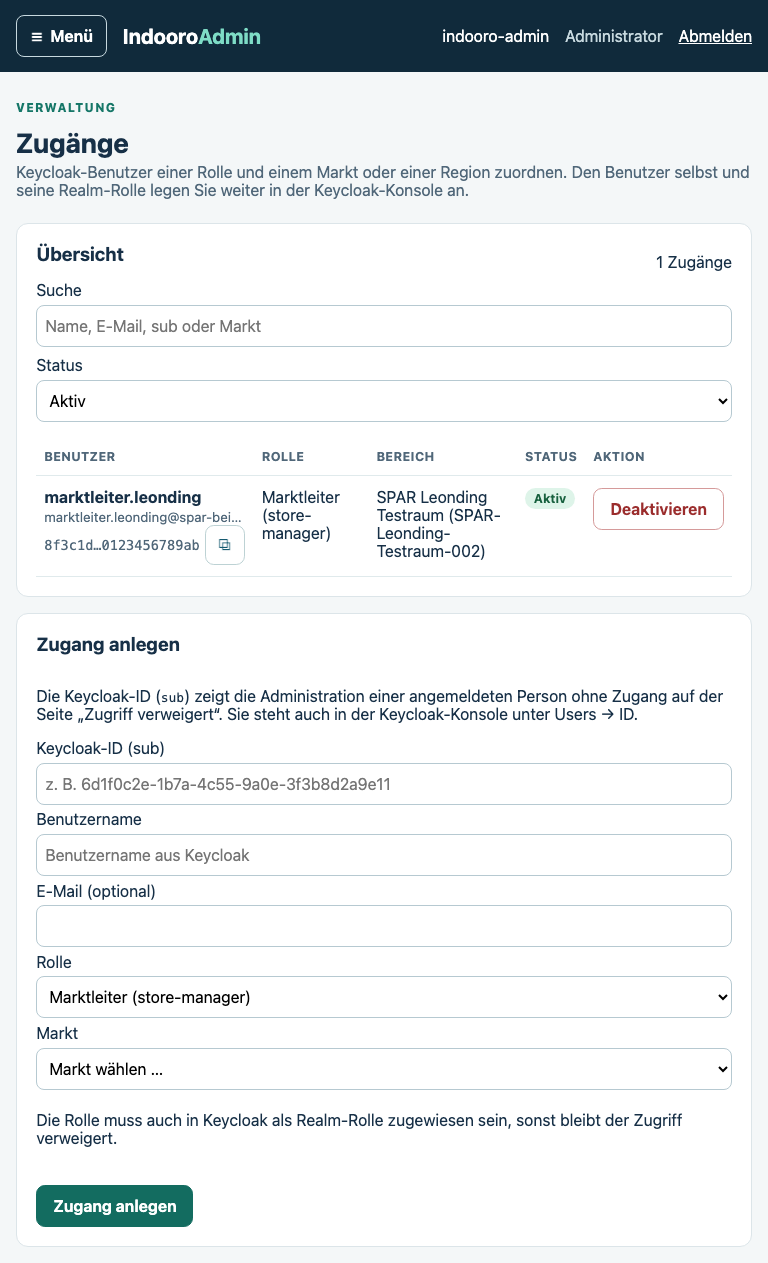 ≡ Menü IndooroAdmin indooro-admin Administrator Abmelden
VERWALTUNG
Zugänge
Keycloak-Benutzer einer Rolle und einem Markt oder einer Region zuordnen. Den Benutzer selbst und
seine Realm-Rolle legen Sie weiter in der Keycloak-Konsole an.
Übersicht
1 Zugänge
Suche
Name, E-Mail, sub oder Markt
Status
Aktiv
BENUTZER ROLLE BEREICH STATUS AKTION
marktleiter.leonding
marktleiter.leonding@spar-bei…
8f3c1d…0123456789ab
Marktleiter
(store-
manager)
SPAR Leonding
Testraum (SPAR-
Leonding-
Testraum-002)
Aktiv
Deaktivieren
Zugang anlegen
Die Keycloak-ID (sub) zeigt die Administration einer angemeldeten Person ohne Zugang auf der
Seite „Zugriff verweigert“. Sie steht auch in der Keycloak-Konsole unter Users → ID.
Keycloak-ID (sub)
z. B. 6d1f0c2e-1b7a-4c55-9a0e-3f3b8d2a9e11
Benutzername
Benutzername aus Keycloak
E-Mail (optional)
Rolle
Marktleiter (store-manager)
Markt
Markt wählen …
Die Rolle muss auch in Keycloak als Realm-Rolle zugewiesen sein, sonst bleibt der Zugriff
verweigert.
Zugang anlegen